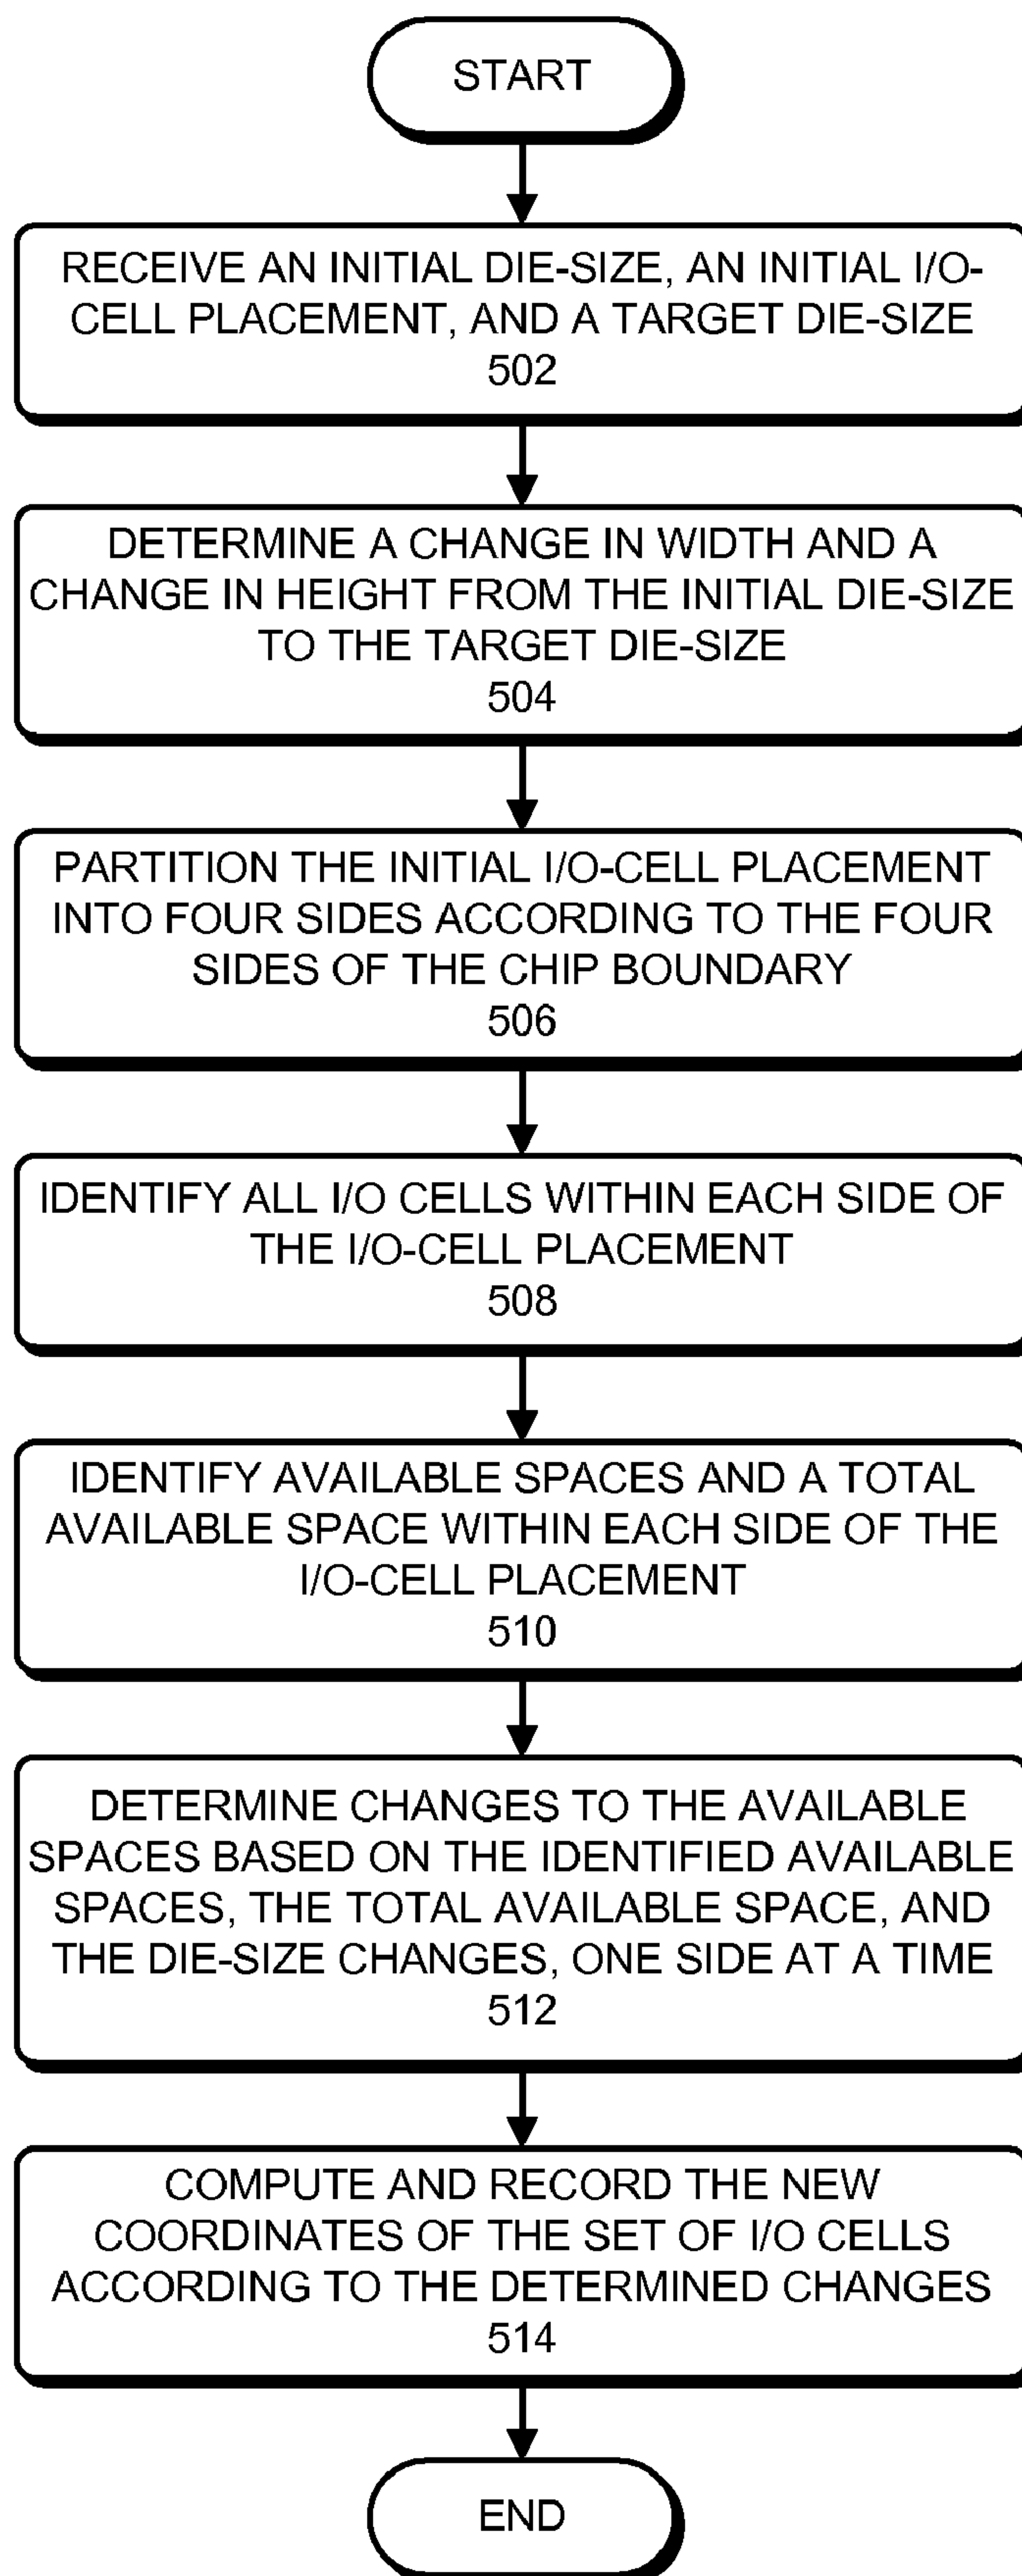 START
RECEIVE AN INITIAL DIE-SIZE, AN INITIAL I/O-
CELL PLACEMENT, AND A TARGET DIE-SIZE
502
DETERMINE A CHANGE IN WIDTH AND A
CHANGE IN HEIGHT FROM THE INITIAL DIE-SIZE
TO THE TARGET DIE-SIZE
504
PARTITION THE INITIAL I/O-CELL PLACEMENT
INTO FOUR SIDES ACCORDING TO THE FOUR
SIDES OF THE CHIP BOUNDARY
506
IDENTIFY ALL I/O CELLS WITHIN EACH SIDE OF
THE I/O-CELL PLACEMENT
508
IDENTIFY AVAILABLE SPACES AND A TOTAL
AVAILABLE SPACE WITHIN EACH SIDE OF THE
I/O-CELL PLACEMENT
510
DETERMINE CHANGES TO THE AVAILABLE
SPACES BASED ON THE IDENTIFIED AVAILABLE
SPACES, THE TOTAL AVAILABLE SPACE, AND
THE DIE-SIZE CHANGES, ONE SIDE AT A TIME
512
COMPUTE AND RECORD THE NEW
COORDINATES OF THE SET OF I/O CELLS
ACCORDING TO THE DETERMINED CHANGES
514
END